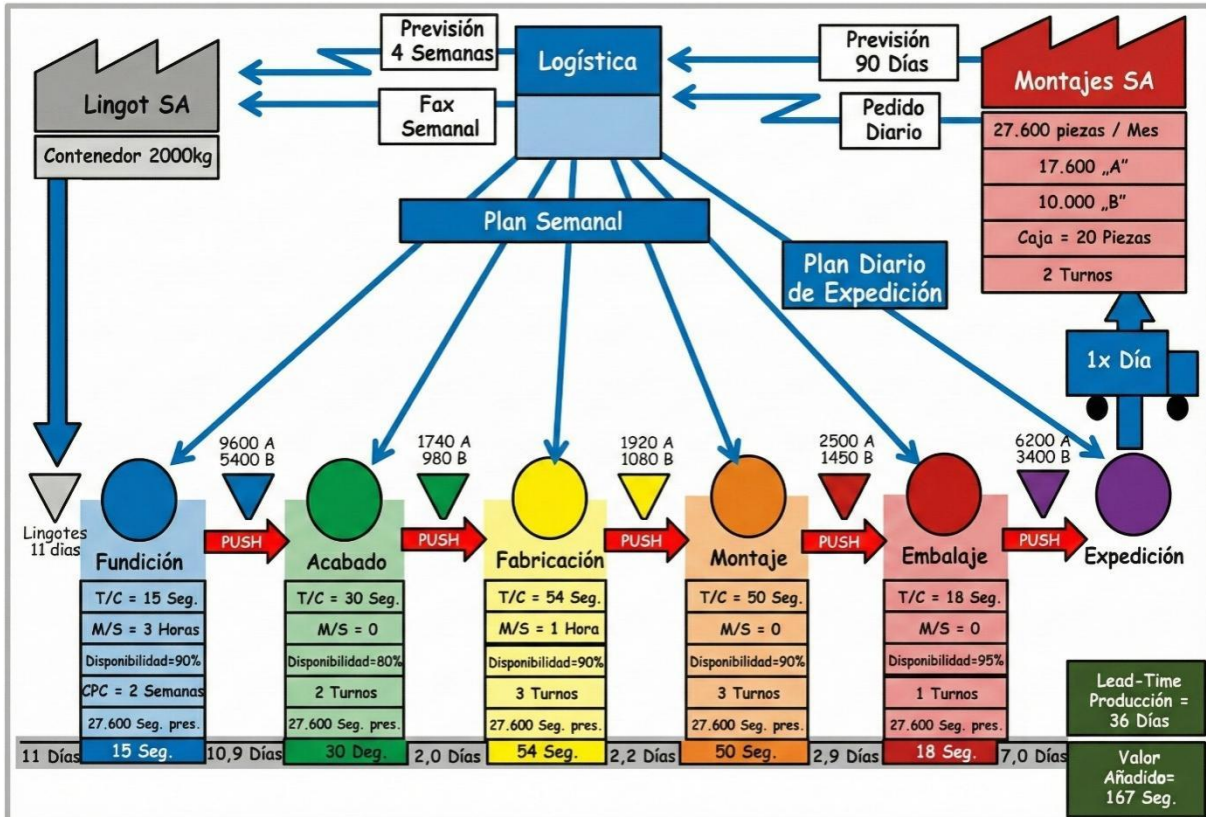 Previsión
4 Semanas
Logística
Previsión
90 Días
Lingot SA
Fax
Semanal
Pedido
Diario
Montajes SA
Contenedor 2000kg
27.600 piezas / Mes
17.600 „A”
10.000 „B”
Caja = 20 Piezas
2 Turnos
Plan Semanal
Plan Diario
de Expedición
1x Día
9600 A
5400 B
1740 A
980 B
1920 A
1080 B
2500 A
1450 B
6200 A
3400 B
Lingotes
11 dias
PUSH
PUSH
PUSH
PUSH
PUSH
Fundición
Acabado
Fabricación
Montaje
Embalaje
Expedición
T/C = 15 Seg.
M/S = 3 Horas
Disponibilidad=90%
CPC = 2 Semanas
27.600 Seg. pres.
T/C = 30 Seg.
M/S = 0
Disponibilidad=80%
2 Turnos
27.600 Seg. pres.
T/C = 54 Seg.
M/S = 1 Hora
Disponibilidad=90%
3 Turnos
27.600 Seg. pres.
T/C = 50 Seg.
M/S = 0
Disponibilidad=90%
3 Turnos
27.600 Seg. pres.
T/C = 18 Seg.
M/S = 0
Disponibilidad=95%
1 Turnos
27.600 Seg. pres.
11 Días
15 Seg.
10,9 Días
30 Deg.
2,0 Días
54 Seg.
2,2 Días
50 Seg.
2,9 Días
18 Seg.
7,0 Días
Lead-Time
Producción =
36 Días
Valor
Añadido=
167 Seg.